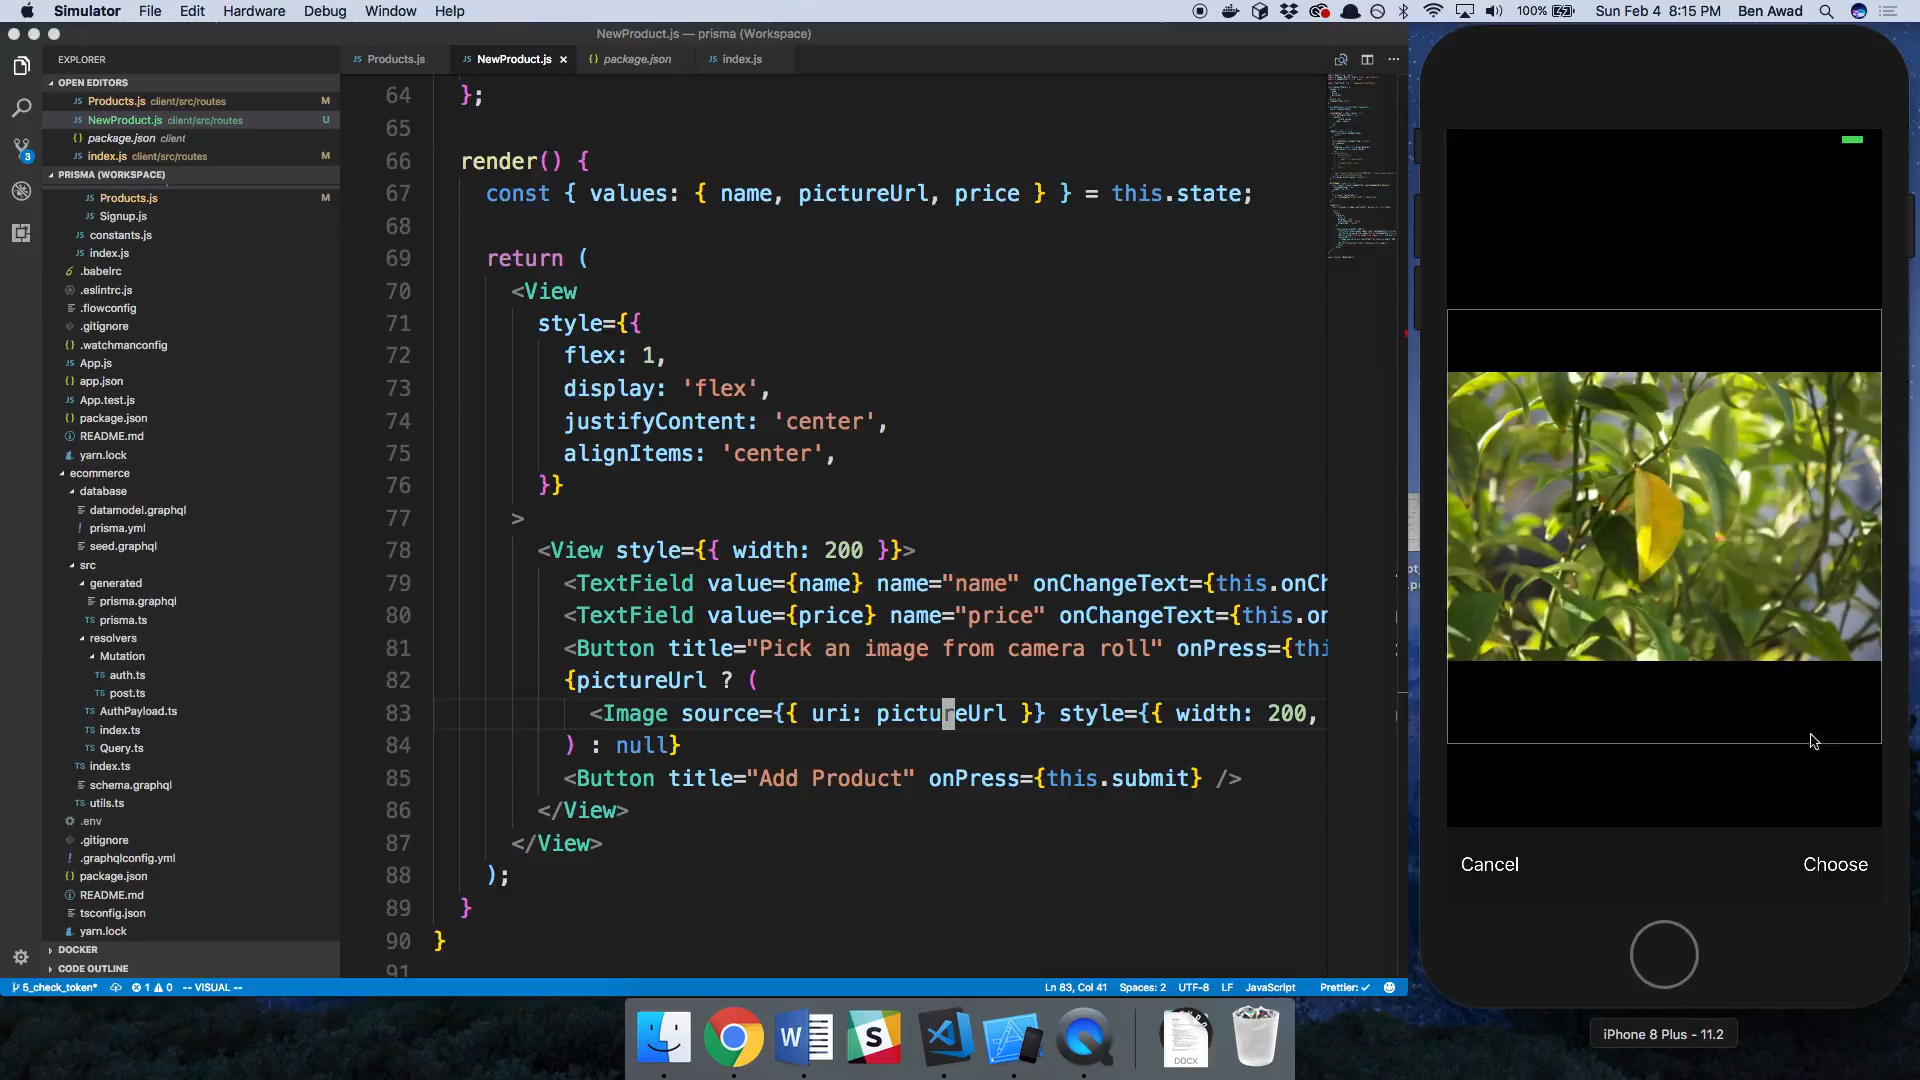 Simulator File Edit Hardware Debug Window Help
100% Sun Feb 4 8:15 PM Ben Awad
NewProduct.js — prisma (Workspace)
EXPLORER
OPEN EDITORS
JS Products.js client/src/routes M
JS NewProduct.js client/src/routes U
{} package.json client
JS index.js client/src/routes M
PRISMA (WORKSPACE)
JS Products.js M
JS Signup.js
JS constants.js
JS index.js
.babelrc
.eslintrc.js
.flowconfig
.gitignore
{} .watchmanconfig
JS App.js
{} app.json
JS App.test.js
{} package.json
README.md
yarn.lock
ecommerce
database
datamodel.graphql
! prisma.yml
seed.graphql
src
generated
prisma.graphql
TS prisma.ts
resolvers
Mutation
TS auth.ts
TS post.ts
TS AuthPayload.ts
TS index.ts
TS Query.ts
TS index.ts
schema.graphql
TS utils.ts
.env
.gitignore
! .graphqlconfig.yml
{} package.json
README.md
{} tsconfig.json
yarn.lock
DOCKER
CODE OUTLINE
3
JS Products.js JS NewProduct.js × {} package.json JS index.js
64 };
65
66 render() {
67 const { values: { name, pictureUrl, price } } = this.state;
68
69 return (
70 <View
71 style={{
72 flex: 1,
73 display: 'flex',
74 justifyContent: 'center',
75 alignItems: 'center',
76 }}
77 >
78 <View style={{ width: 200 }}>
79 <TextField value={name} name="name" onChangeText={this.onCh
80 <TextField value={price} name="price" onChangeText={this.on
81 <Button title="Pick an image from camera roll" onPress={thi
82 {pictureUrl ? (
83 <Image source={{ uri: pictureUrl }} style={{ width: 200,
84 ) : null}
85 <Button title="Add Product" onPress={this.submit} />
86 </View>
87 </View>
88 );
89 }
90 }
91
5_check_token* 1 0 -- VISUAL -- Ln 83, Col 41 Spaces: 2 UTF-8 LF JavaScript Prettier: ✓
Cancel Choose
iPhone 8 Plus - 11.2
DOCX